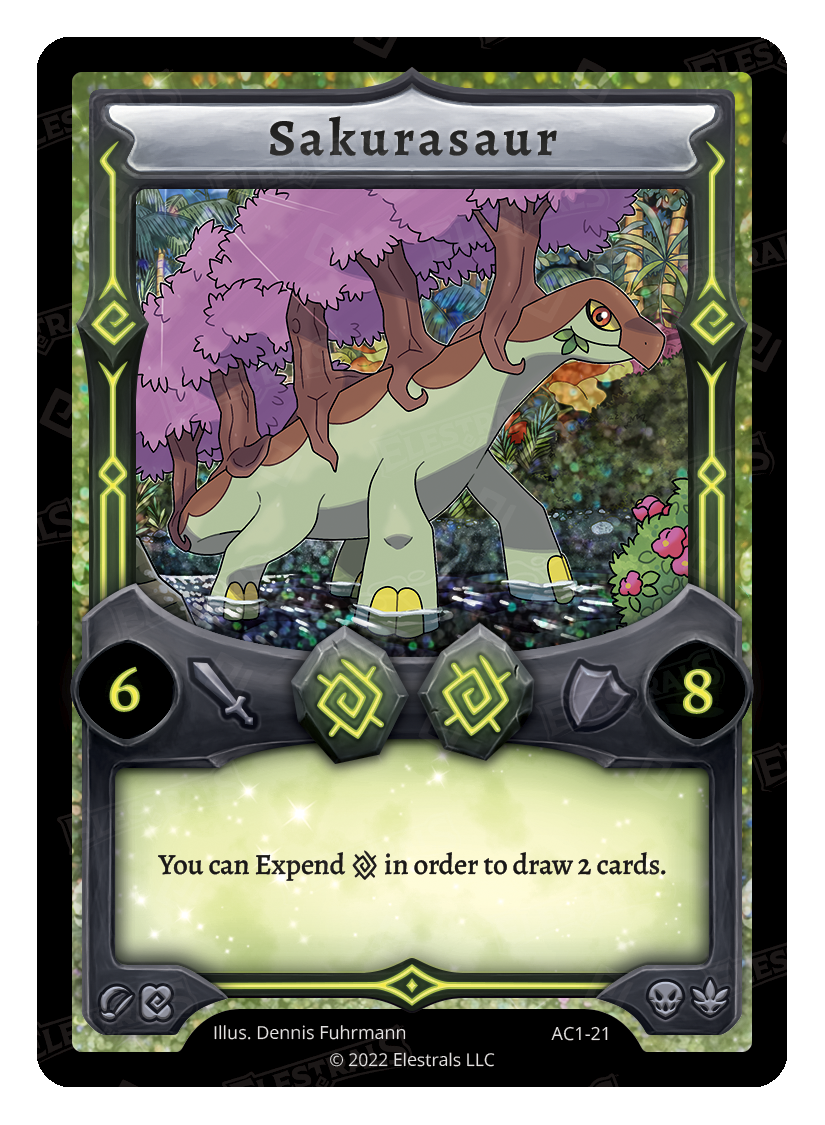 Sakurasaur
6
8
You can Expend in order to draw 2 cards.
Illus. Dennis Fuhrmann
AC1-21
© 2022 Elestrals LLC